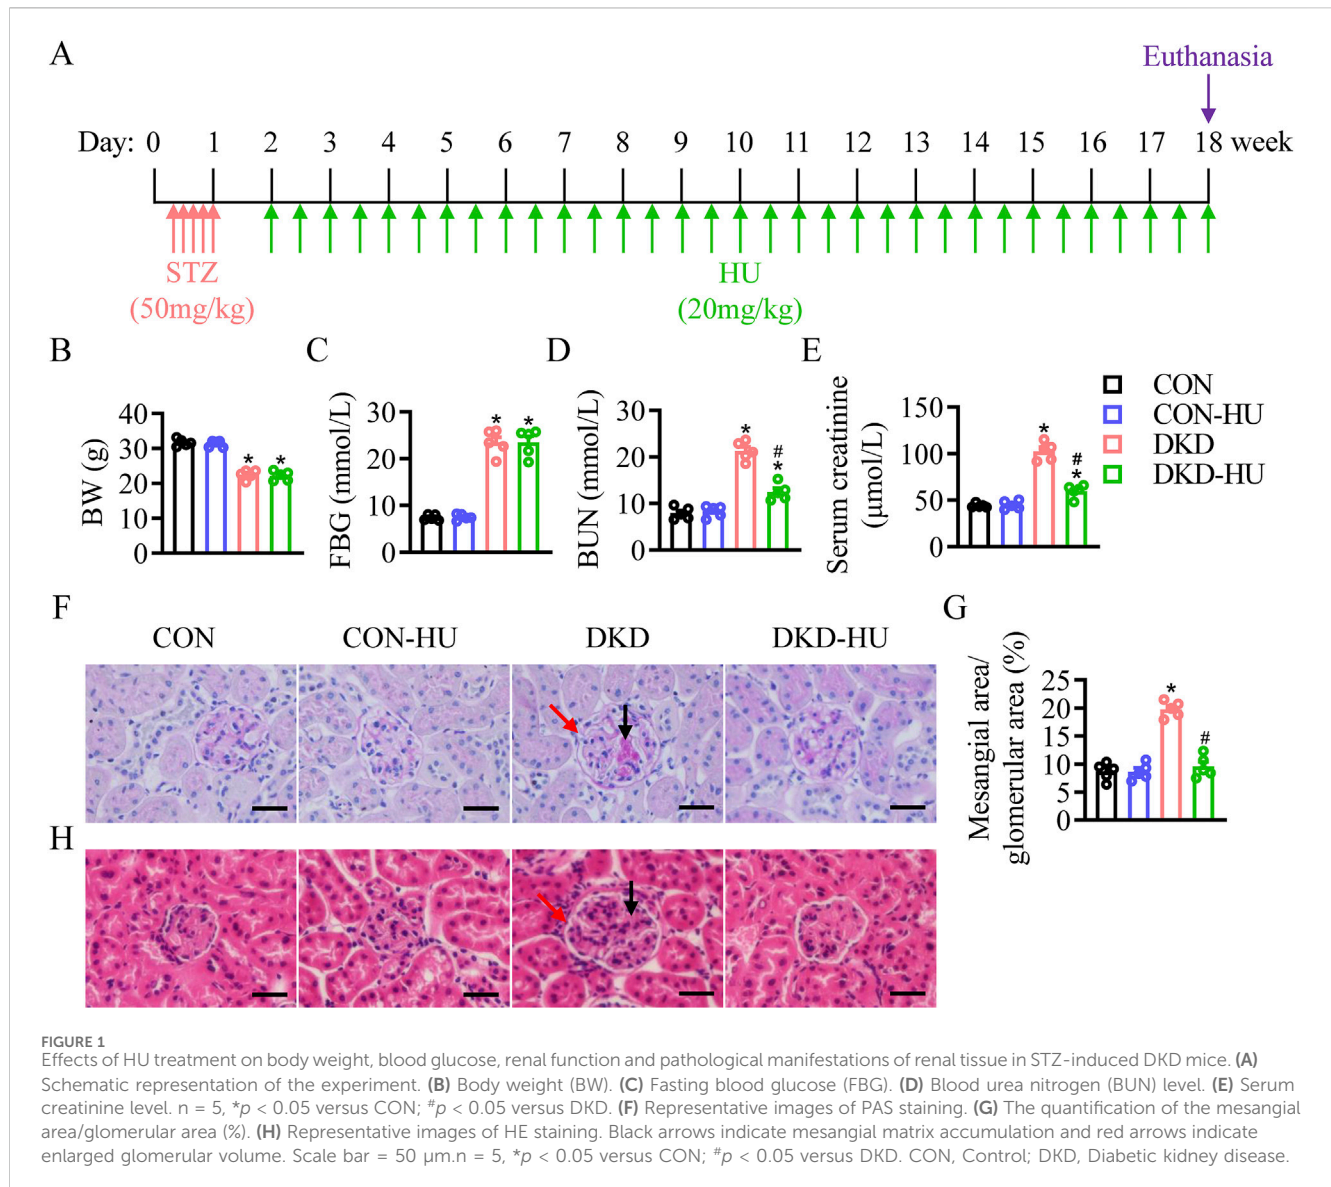 A
Euthanasia
Day: 0 1 2 3 4 5 6 7 8 9 10 11 12 13 14 15 16 17 18 week
STZ
(50mg/kg)
HU
(20mg/kg)
B
BW (g)
40
30
20
10
0
* *
C
FBG (mmol/L)
30
20
10
0
* *
D
BUN (mmol/L)
30
20
10
0
*
#
*
E
Serum creatinine
(µmol/L)
150
100
50
0
*
#
*
CON
CON-HU
DKD
DKD-HU
F
CON CON-HU DKD DKD-HU
G
Mesangial area/
glomerular area (%)
25
20
15
10
5
0
*
#
H
FIGURE 1
Effects of HU treatment on body weight, blood glucose, renal function and pathological manifestations of renal tissue in STZ-induced DKD mice. (A)
Schematic representation of the experiment. (B) Body weight (BW). (C) Fasting blood glucose (FBG). (D) Blood urea nitrogen (BUN) level. (E) Serum
creatinine level. n = 5, *p < 0.05 versus CON; #p < 0.05 versus DKD. (F) Representative images of PAS staining. (G) The quantification of the mesangial
area/glomerular area (%). (H) Representative images of HE staining. Black arrows indicate mesangial matrix accumulation and red arrows indicate
enlarged glomerular volume. Scale bar = 50 µm.n = 5, *p < 0.05 versus CON; #p < 0.05 versus DKD. CON, Control; DKD, Diabetic kidney disease.